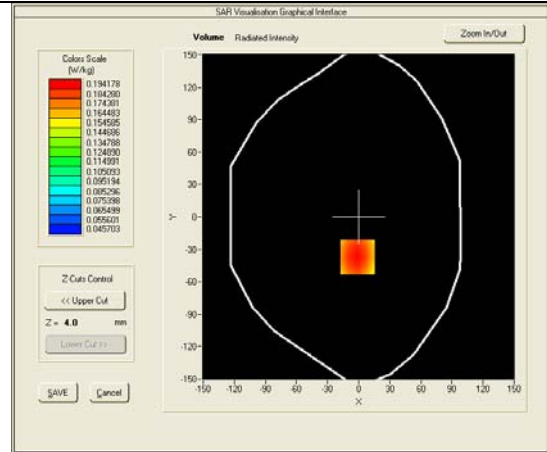 SAR Visualisation Graphical Interface
Volume Radiated Intensity
Zoom In/Out
Colors Scale
(W/kg)
0.194178
0.184280
0.174381
0.164483
0.154585
0.144686
0.134788
0.124890
0.114991
0.105093
0.095194
0.085296
0.075398
0.065499
0.055601
0.045703
Z-Cuts Control
<< Upper Cut
Z = 4.0 mm
Lower Cut >>
SAVE
Cancel
150-
120-
90-
60-
30-
0-
-30-
-60-
-90-
-120-
-150-
Y
-150 -120 -90 -60 -30 0 30 60 90 120 150
X